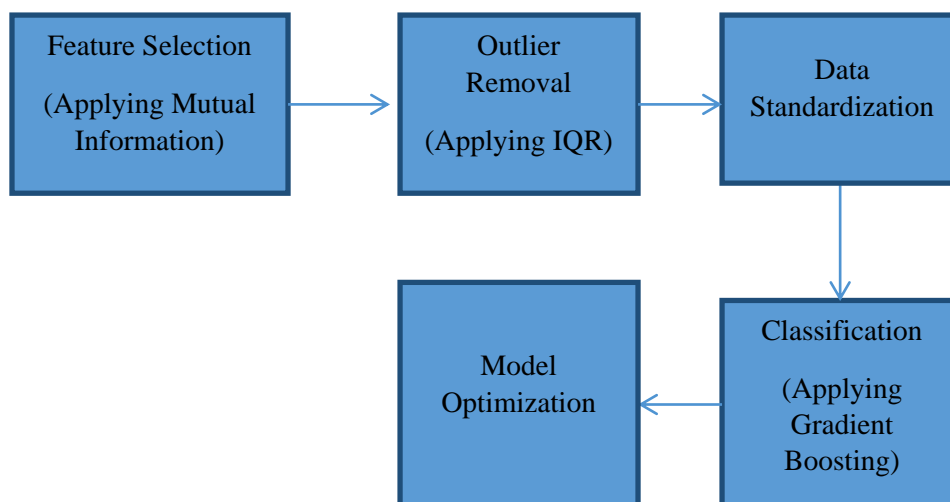 Feature Selection
(Applying Mutual
Information)
Outlier
Removal
(Applying IQR)
Data
Standardization
Classification
(Applying
Gradient
Boosting)
Model
Optimization